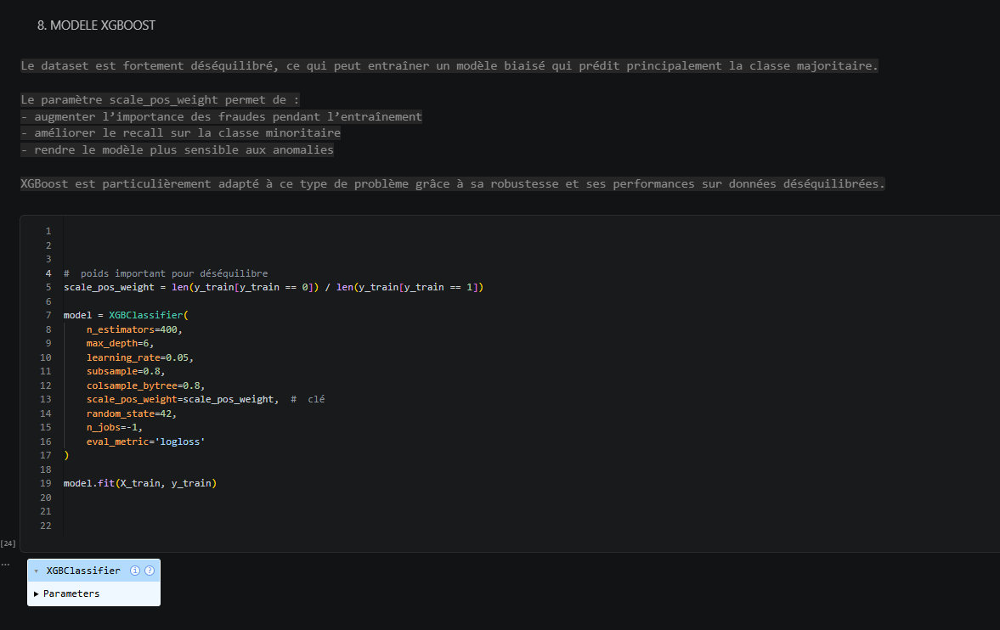 8. MODELE XGBOOST
Le dataset est fortement déséquilibré, ce qui peut entraîner un modèle biaisé qui prédit principalement la classe majoritaire.
Le paramètre scale_pos_weight permet de :
- augmenter l’importance des fraudes pendant l’entraînement
- améliorer le recall sur la classe minoritaire
- rendre le modèle plus sensible aux anomalies
XGBoost est particulièrement adapté à ce type de problème grâce à sa robustesse et ses performances sur données déséquilibrées.
1
2
3
4 #  poids important pour déséquilibre
5 scale_pos_weight = len(y_train[y_train == 0]) / len(y_train[y_train == 1])
6
7 model = XGBClassifier(
8     n_estimators=400,
9     max_depth=6,
10     learning_rate=0.05,
11     subsample=0.8,
12     colsample_bytree=0.8,
13     scale_pos_weight=scale_pos_weight,  #  clé
14     random_state=42,
15     n_jobs=-1,
16     eval_metric='logloss'
17 )
18
19 model.fit(X_train, y_train)
20
21
22
[24]
...
▾ XGBClassifier i ?
▸ Parameters